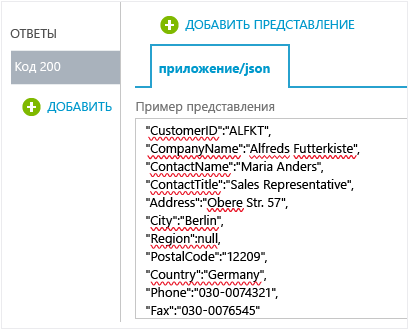 ОТВЕТЫ
Код 200
ДОБАВИТЬ
ДОБАВИТЬ ПРЕДСТАВЛЕНИЕ
приложение/json
Пример представления
"CustomerID":"ALFKT",
"CompanyName":"Alfreds Futterkiste",
"ContactName":"Maria Anders",
"ContactTitle":"Sales Representative",
"Address":"Obere Str. 57",
"City":"Berlin",
"Region":null,
"PostalCode":"12209",
"Country":"Germany",
"Phone":"030-0074321",
"Fax":"030-0076545"